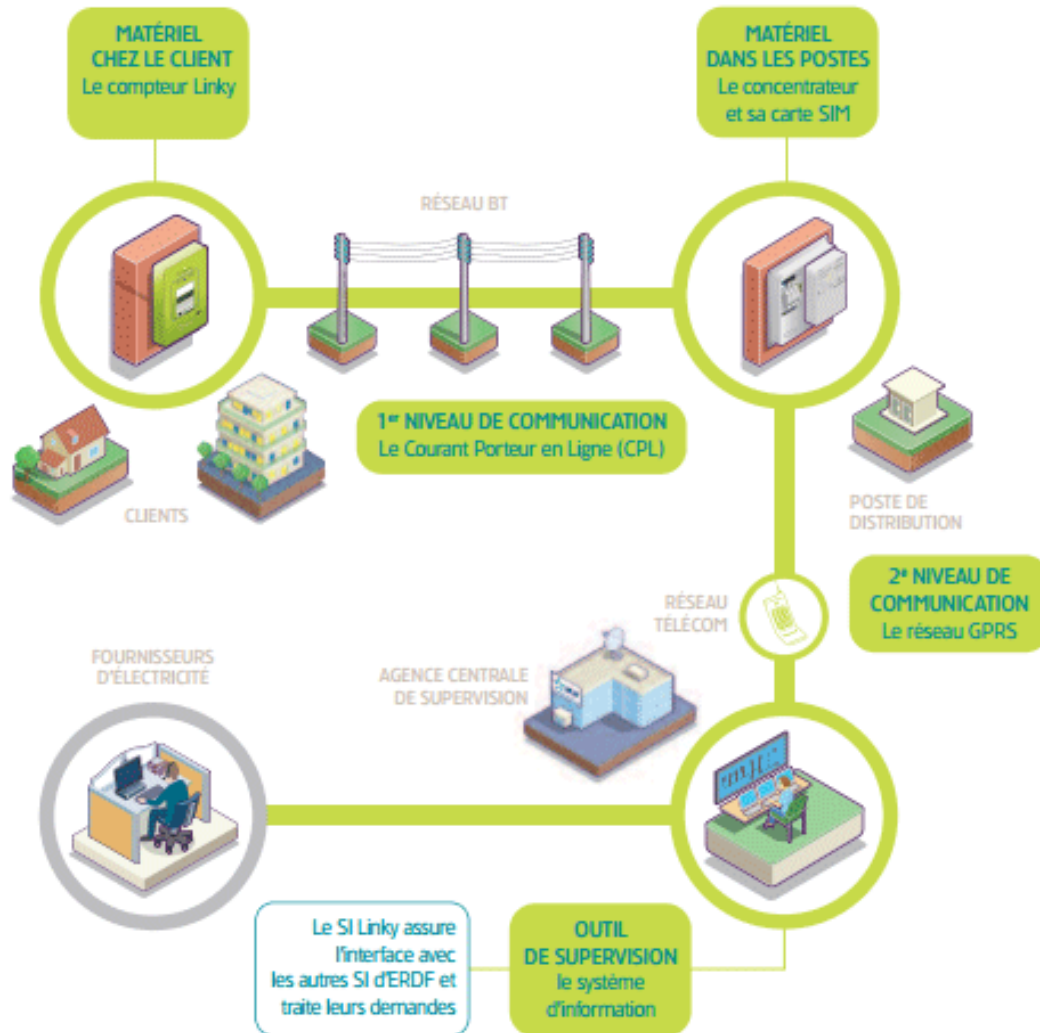 MATÉRIEL
CHEZ LE CLIENT
Le compteur Linky
MATÉRIEL
DANS LES POSTES
Le concentrateur
et sa carte SIM
RÉSEAU BT
1er NIVEAU DE COMMUNICATION
Le Courant Porteur en Ligne (CPL)
CLIENTS
POSTE DE
DISTRIBUTION
2e NIVEAU DE
COMMUNICATION
Le réseau GPRS
RÉSEAU
TÉLÉCOM
AGENCE CENTRALE
DE SUPERVISION
FOURNISSEURS
D'ÉLECTRICITÉ
Le SI Linky assure
l'interface avec
les autres SI d'ERDF et
traite leurs demandes
OUTIL
DE SUPERVISION
le système
d'information